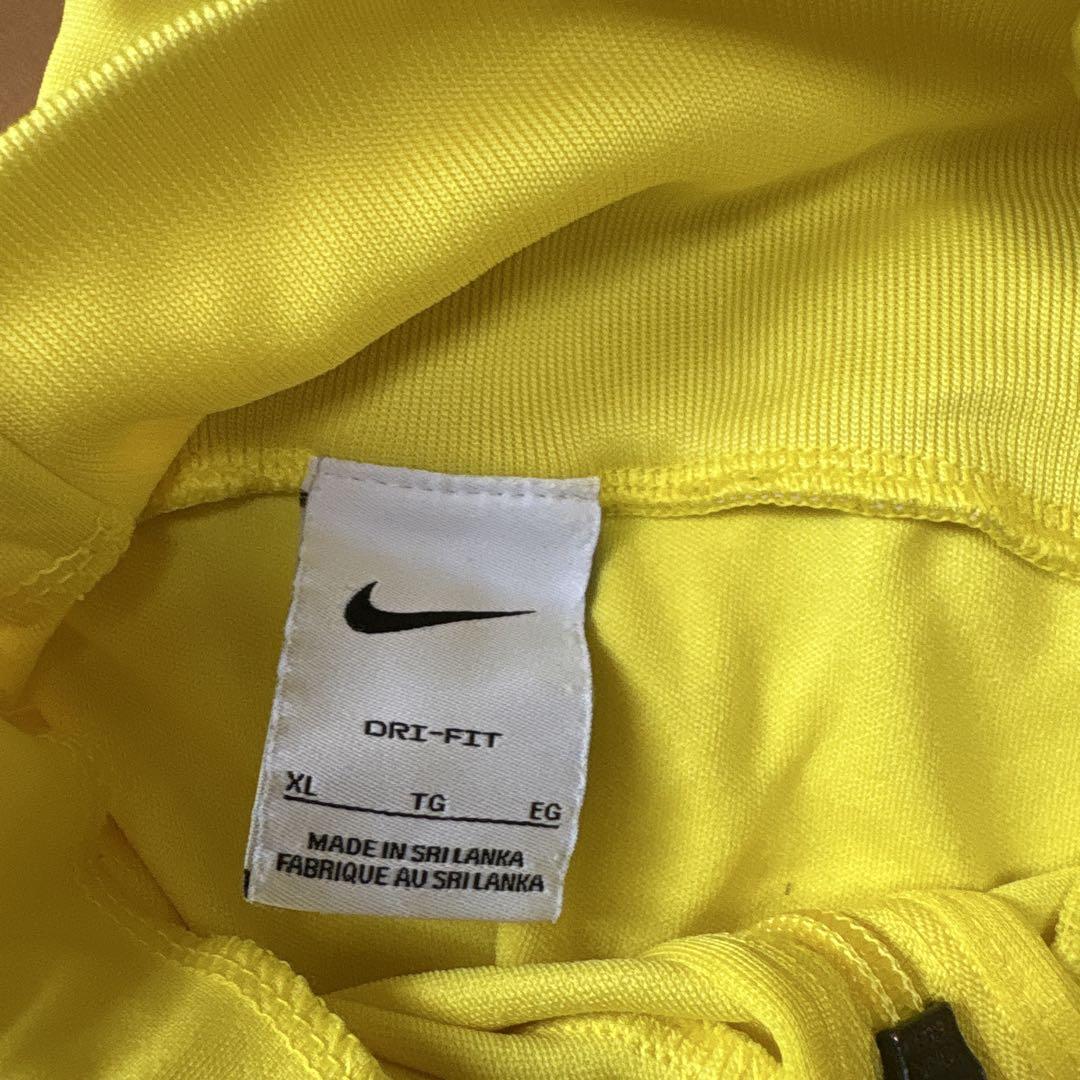 DRI-FIT
XL TG EG
MADE IN SRI LANKA
FABRIQUE AU SRI LANKA